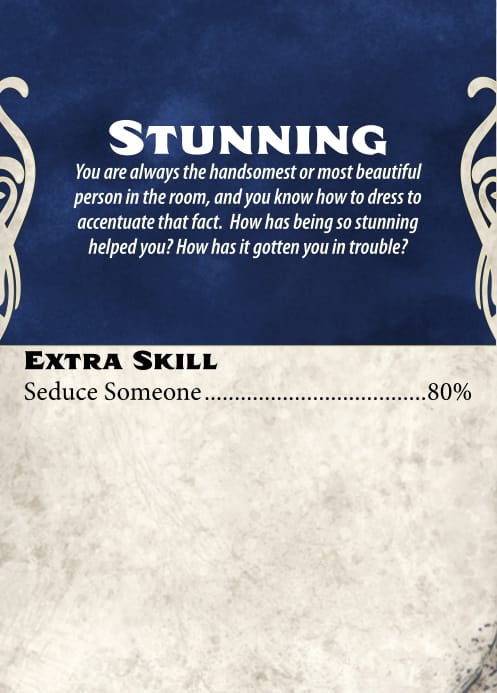 Stunning
You are always the handsomest or most beautiful
person in the room, and you know how to dress to
accentuate that fact.  How has being so stunning
helped you? How has it gotten you in trouble?
Extra Skill
Seduce Someone.....................................80%